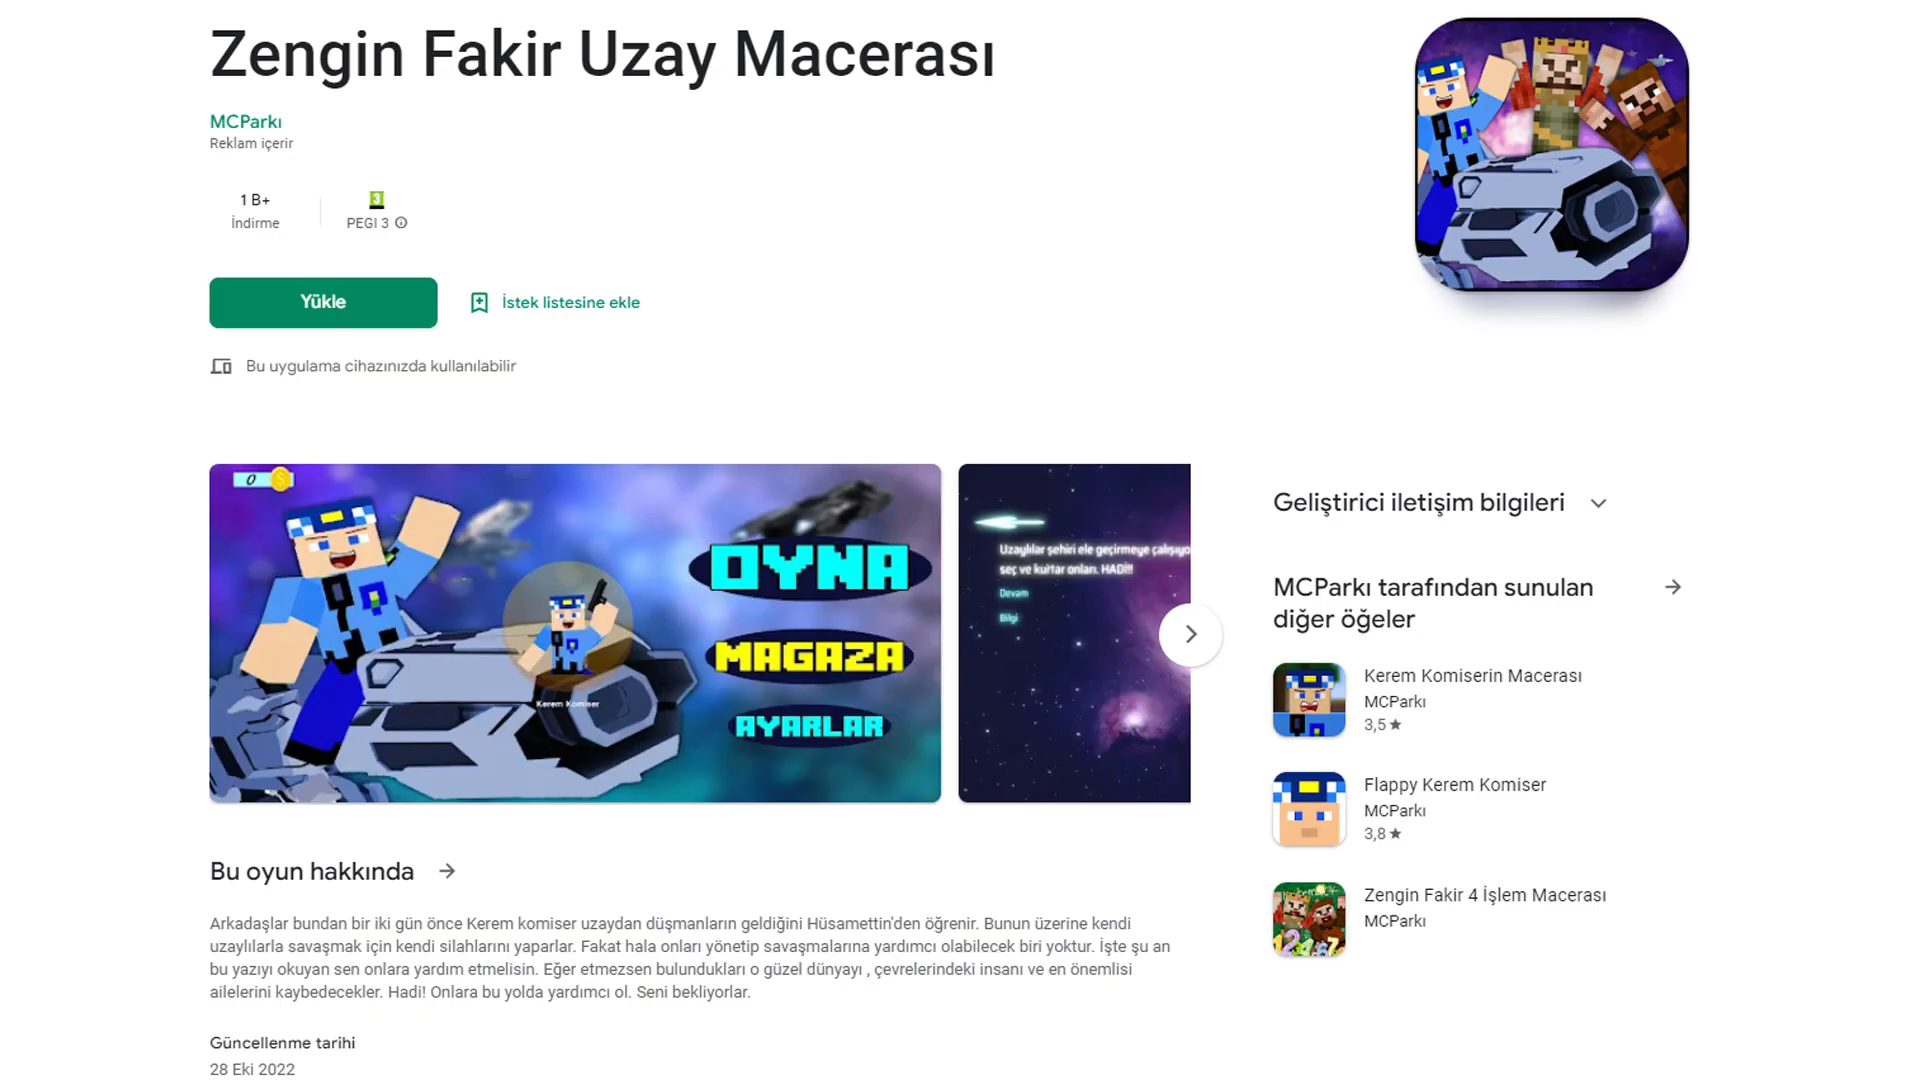 Zengin Fakir Uzay Macerası
MCParkı
Reklam içerir
1 B+
İndirme
3
PEGI 3
Yükle
İstek listesine ekle
Bu uygulama cihazınızda kullanılabilir
0
OYNA
MAGAZA
AYARLAR
Kerem Komiser
Uzaylılar şehiri ele geçirmeye çalışıyo
seç ve kurtar onları. HADİ!!!
Devam
Bilgi
Geliştirici iletişim bilgileri
MCParkı tarafından sunulan
diğer öğeler
Kerem Komiserin Macerası
MCParkı
3,5★
Flappy Kerem Komiser
MCParkı
3,8★
Zengin Fakir 4 İşlem Macerası
MCParkı
Bu oyun hakkında
Arkadaşlar bundan bir iki gün önce Kerem komiser uzaydan düşmanların geldiğini Hüsamettin'den öğrenir. Bunun üzerine kendi
uzaylılarla savaşmak için kendi silahlarını yaparlar. Fakat hala onları yönetip savaşmalarına yardımcı olabilecek biri yoktur. İşte şu an
bu yazıyı okuyan sen onlara yardım etmelisin. Eğer etmezsen bulundukları o güzel dünyayı , çevrelerindeki insanı ve en önemlisi
ailelerini kaybedecekler. Hadi! Onlara bu yolda yardımcı ol. Seni bekliyorlar.
Güncellenme tarihi
28 Eki 2022